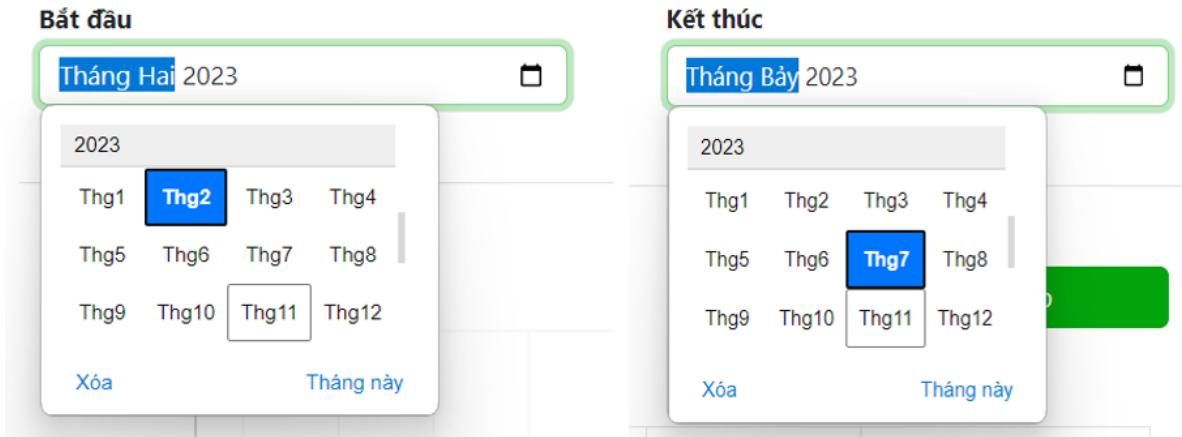 Bắt đầu
Tháng Hai 2023
2023
Thg1 Thg2 Thg3 Thg4
Thg5 Thg6 Thg7 Thg8
Thg9 Thg10 Thg11 Thg12
Xóa Tháng này
Kết thúc
Tháng Bảy 2023
2023
Thg1 Thg2 Thg3 Thg4
Thg5 Thg6 Thg7 Thg8
Thg9 Thg10 Thg11 Thg12
Xóa Tháng này